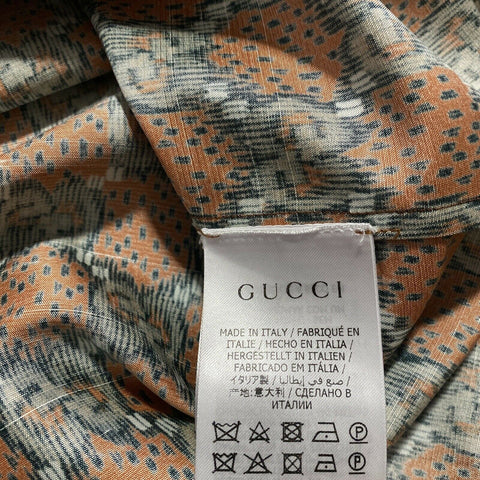 GUCCI
MADE IN ITALY / FABRIQUÉ EN
ITALIE / HECHO EN ITALIA /
HERGESTELLT IN ITALIEN /
FABRICADO EM ITÁLIA /
イタリア製 / صنع في إيطاليا /
产地:意大利 / СДЕЛАНО В
ИТАЛИИ